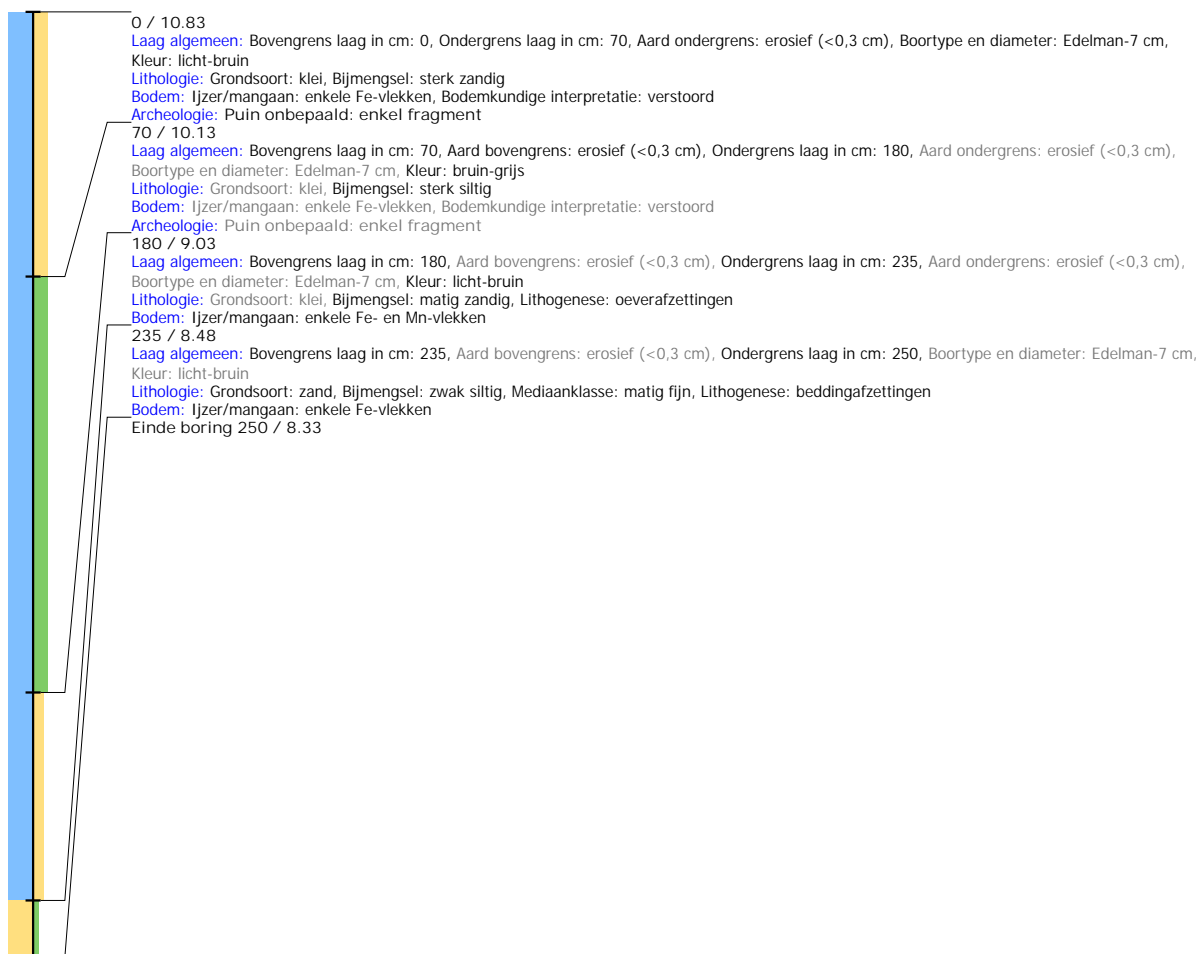 0 / 10.83
Laag algemeen: Bovengrens laag in cm: 0, Ondergrens laag in cm: 70, Aard ondergrens: erosief (<0,3 cm), Boortype en diameter: Edelman-7 cm,
Kleur: licht-bruin
Lithologie: Grondsoort: klei, Bijmengsel: sterk zandig
Bodem: Ijzer/mangaan: enkele Fe-vlekken, Bodemkundige interpretatie: verstoord
Archeologie: Puin onbepaald: enkel fragment
70 / 10.13
Laag algemeen: Bovengrens laag in cm: 70, Aard bovengrens: erosief (<0,3 cm), Ondergrens laag in cm: 180, Aard ondergrens: erosief (<0,3 cm),
Boortype en diameter: Edelman-7 cm, Kleur: bruin-grijs
Lithologie: Grondsoort: klei, Bijmengsel: sterk siltig
Bodem: Ijzer/mangaan: enkele Fe-vlekken, Bodemkundige interpretatie: verstoord
Archeologie: Puin onbepaald: enkel fragment
180 / 9.03
Laag algemeen: Bovengrens laag in cm: 180, Aard bovengrens: erosief (<0,3 cm), Ondergrens laag in cm: 235, Aard ondergrens: erosief (<0,3 cm),
Boortype en diameter: Edelman-7 cm, Kleur: licht-bruin
Lithologie: Grondsoort: klei, Bijmengsel: matig zandig, Lithogenese: oeverafzettingen
Bodem: Ijzer/mangaan: enkele Fe- en Mn-vlekken
235 / 8.48
Laag algemeen: Bovengrens laag in cm: 235, Aard bovengrens: erosief (<0,3 cm), Ondergrens laag in cm: 250, Boortype en diameter: Edelman-7 cm,
Kleur: licht-bruin
Lithologie: Grondsoort: zand, Bijmengsel: zwak siltig, Mediaanklasse: matig fijn, Lithogenese: beddingafzettingen
Bodem: Ijzer/mangaan: enkele Fe-vlekken
Einde boring 250 / 8.33